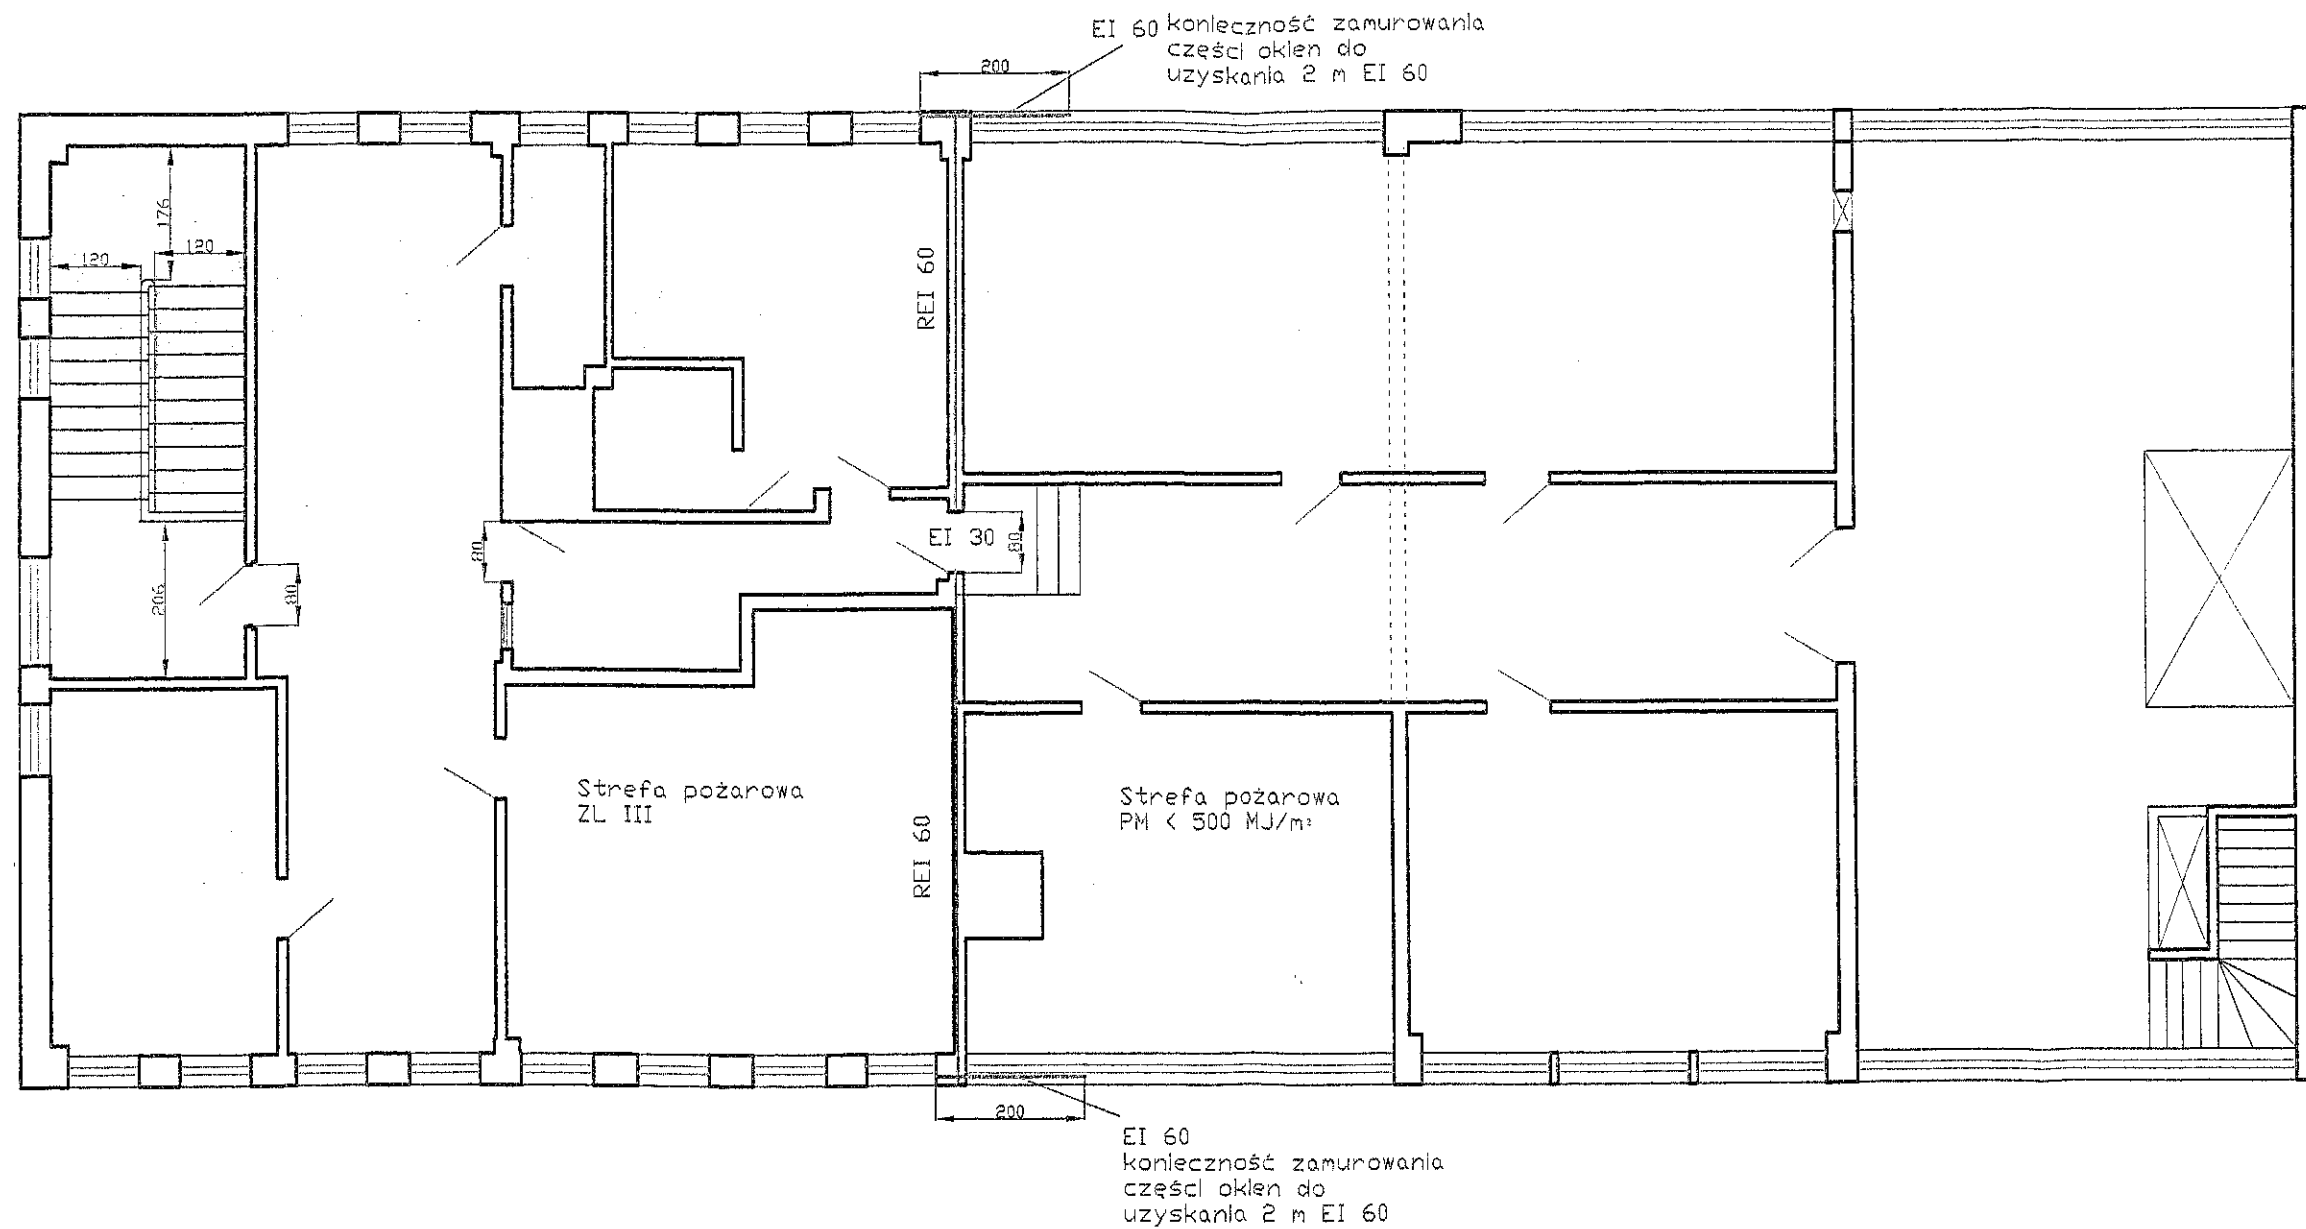 EI 60 konieczność zamurowania
części okien do
uzyskania 2 m EI 60
200
176
120
120
REI 60
EI 30
80
80
80
206
Strefa pożarowa
ZL III
Strefa pożarowa
PM < 500 MJ/m²
REI 60
200
EI 60
konieczność zamurowania
części okien do
uzyskania 2 m EI 60